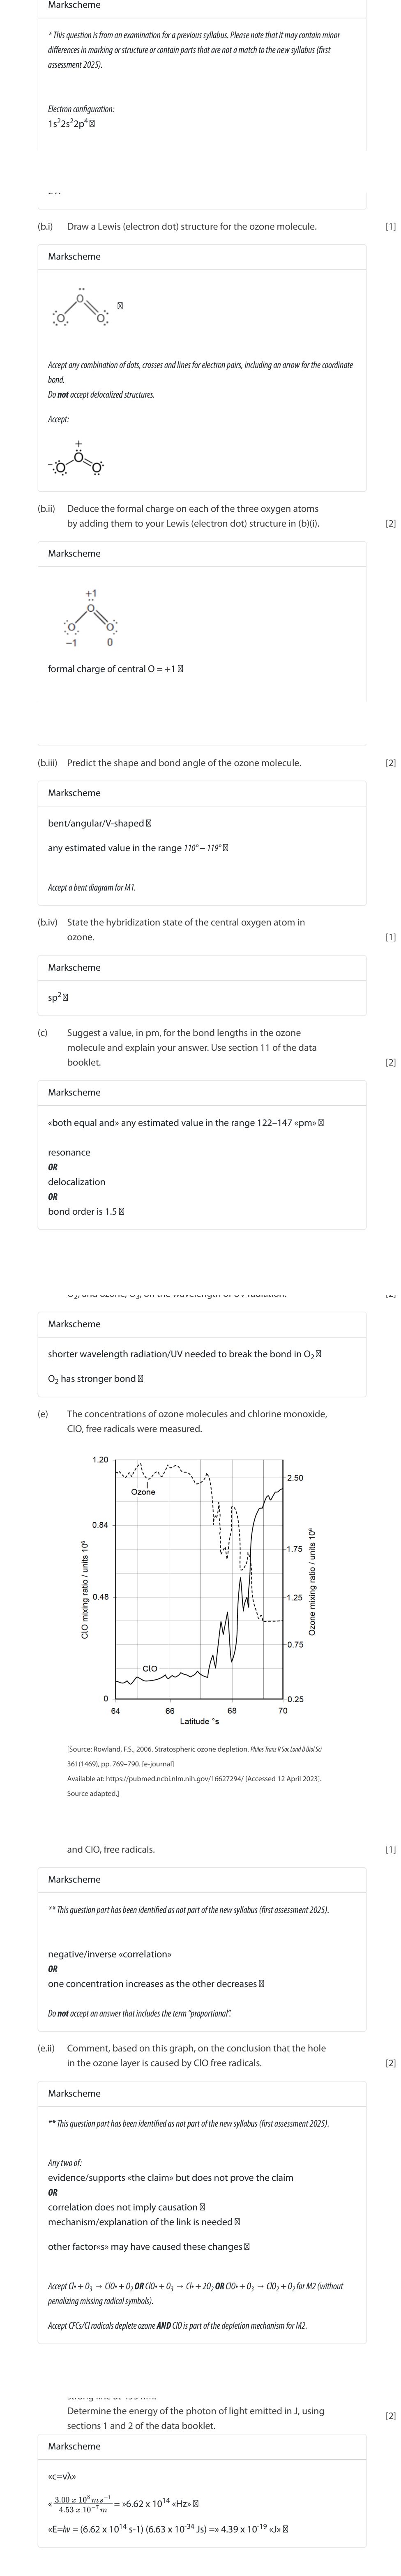 Markscheme
* This question is from an examination for a previous syllabus. Please note that it may contain minor
differences in marking or structure or contain parts that are not a match to the new syllabus (first
assessment 2025).
Electron configuration:
1s²2s²2p⁴
(b.i) Draw a Lewis (electron dot) structure for the ozone molecule. [1]
Markscheme
O
O O
Accept any combination of dots, crosses and lines for electron pairs, including an arrow for the coordinate
bond.
Do not accept delocalized structures.
Accept:
+
O
-O O
(b.ii) Deduce the formal charge on each of the three oxygen atoms
by adding them to your Lewis (electron dot) structure in (b)(i). [2]
Markscheme
+1
O
O O
−1 0
formal charge of central O = +1
(b.iii) Predict the shape and bond angle of the ozone molecule. [2]
Markscheme
bent/angular/V-shaped
any estimated value in the range 110°− 119°
Accept a bent diagram for M1.
(b.iv) State the hybridization state of the central oxygen atom in
ozone. [1]
Markscheme
sp²
(c) Suggest a value, in pm, for the bond lengths in the ozone
molecule and explain your answer. Use section 11 of the data
booklet. [2]
Markscheme
«both equal and» any estimated value in the range 122–147 «pm»
resonance
OR
delocalization
OR
bond order is 1.5
O₂, and ozone, O₃, on the wavelength of UV radiation. [2]
Markscheme
shorter wavelength radiation/UV needed to break the bond in O₂
O₂ has stronger bond
(e) The concentrations of ozone molecules and chlorine monoxide,
ClO, free radicals were measured.
1.20
2.50
Ozone
0.84
1.75
ClO mixing ratio / units 10⁶
Ozone mixing ratio / units 10⁶
0.48
1.25
0.75
ClO
0
0.25
64 66 68 70
Latitude °s
[Source: Rowland, F.S., 2006. Stratospheric ozone depletion. Philos Trans R Soc Lond B Biol Sci
361(1469), pp. 769–790. [e-journal]
Available at: https://pubmed.ncbi.nlm.nih.gov/16627294/ [Accessed 12 April 2023].
Source adapted.]
and ClO, free radicals. [1]
Markscheme
** This question part has been identified as not part of the new syllabus (first assessment 2025).
negative/inverse «correlation»
OR
one concentration increases as the other decreases
Do not accept an answer that includes the term “proportional”.
(e.ii) Comment, based on this graph, on the conclusion that the hole
in the ozone layer is caused by ClO free radicals. [2]
Markscheme
** This question part has been identified as not part of the new syllabus (first assessment 2025).
Any two of:
evidence/supports «the claim» but does not prove the claim
OR
correlation does not imply causation
mechanism/explanation of the link is needed
other factor«s» may have caused these changes
Accept Cl• + O₃ → ClO• + O₂ OR ClO• + O₃ → Cl• + 2O₂ OR ClO• + O₃ → ClO₂ + O₂ for M2 (without
penalizing missing radical symbols).
Accept CFCs/Cl radicals deplete ozone AND ClO is part of the depletion mechanism for M2.
Determine the energy of the photon of light emitted in J, using
sections 1 and 2 of the data booklet. [2]
Markscheme
«c=νλ»
« 3.00 x 10⁸ m s⁻¹ / 4.53 x 10⁻⁷ m = »6.62 x 10¹⁴ «Hz»
«E=hν = (6.62 x 10¹⁴ s-1) (6.63 x 10⁻³⁴ Js) =» 4.39 x 10⁻¹⁹ «J»